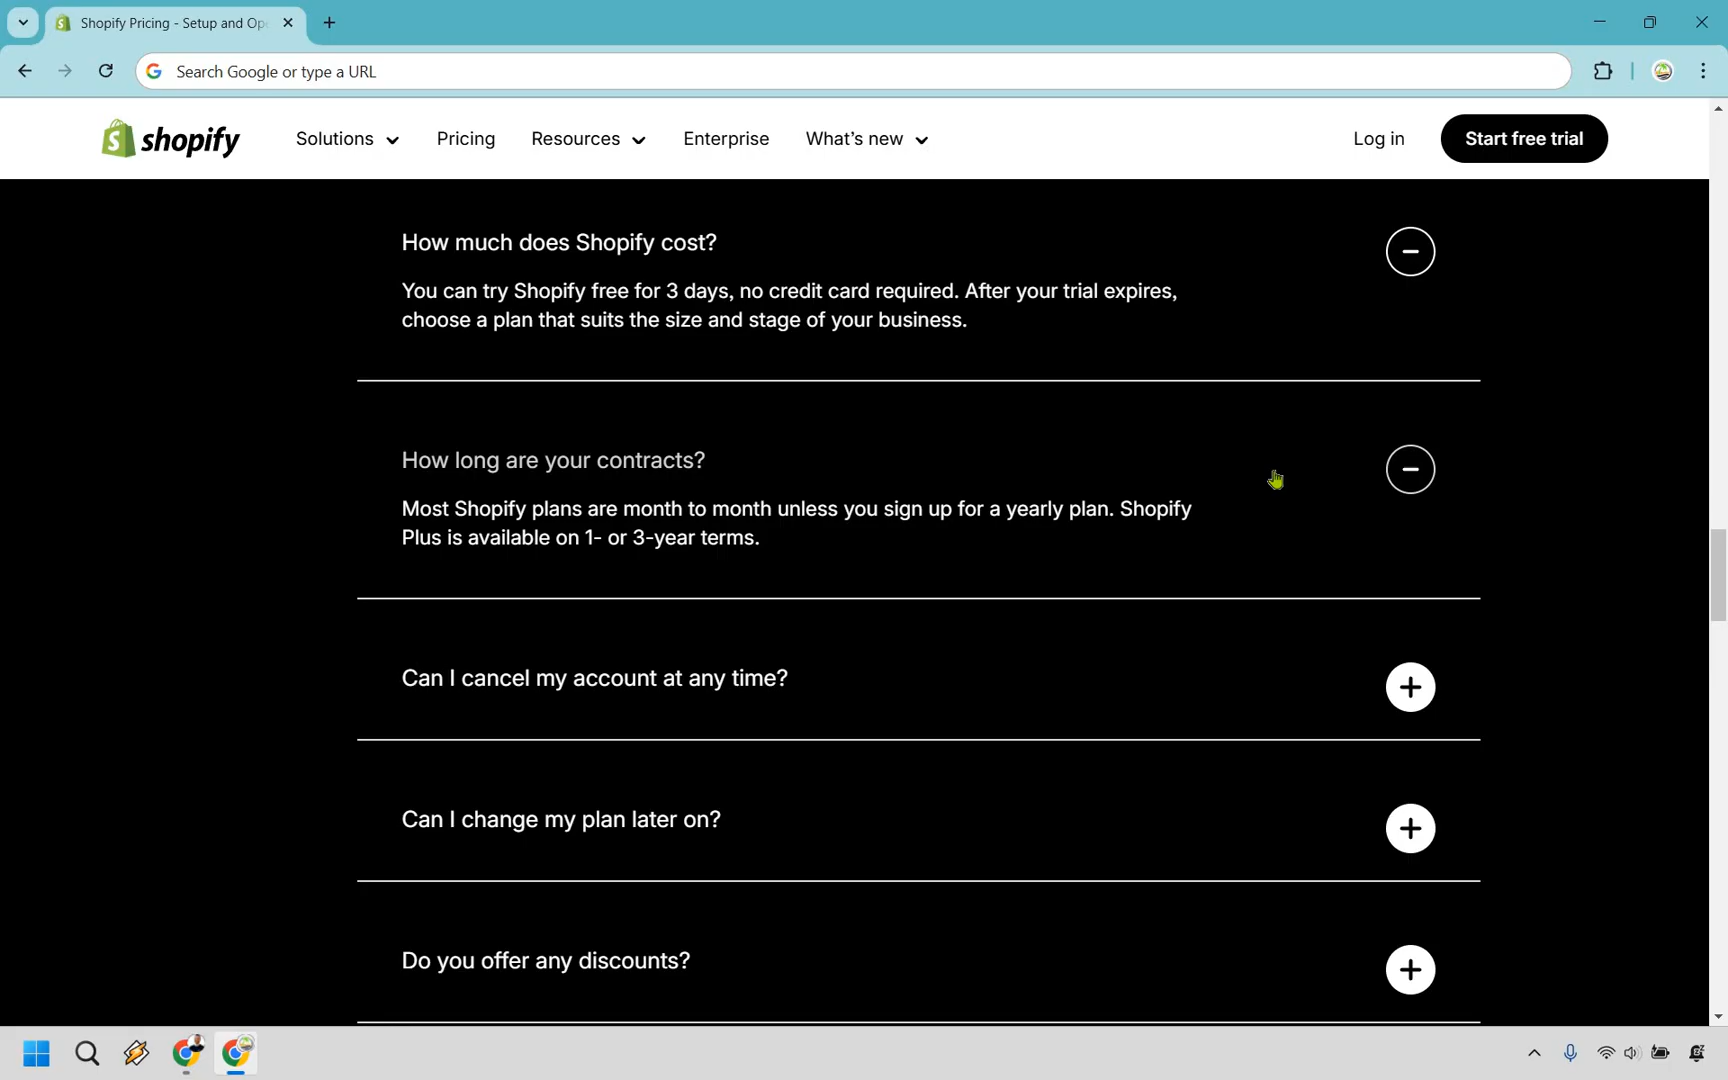 Shopify Pricing - Setup and Ope
Search Google or type a URL
shopify
Solutions
Pricing
Resources
Enterprise
What's new
Log in
Start free trial
How much does Shopify cost?
You can try Shopify free for 3 days, no credit card required. After your trial expires,
choose a plan that suits the size and stage of your business.
How long are your contracts?
Most Shopify plans are month to month unless you sign up for a yearly plan. Shopify
Plus is available on 1- or 3-year terms.
Can I cancel my account at any time?
Can I change my plan later on?
Do you offer any discounts?